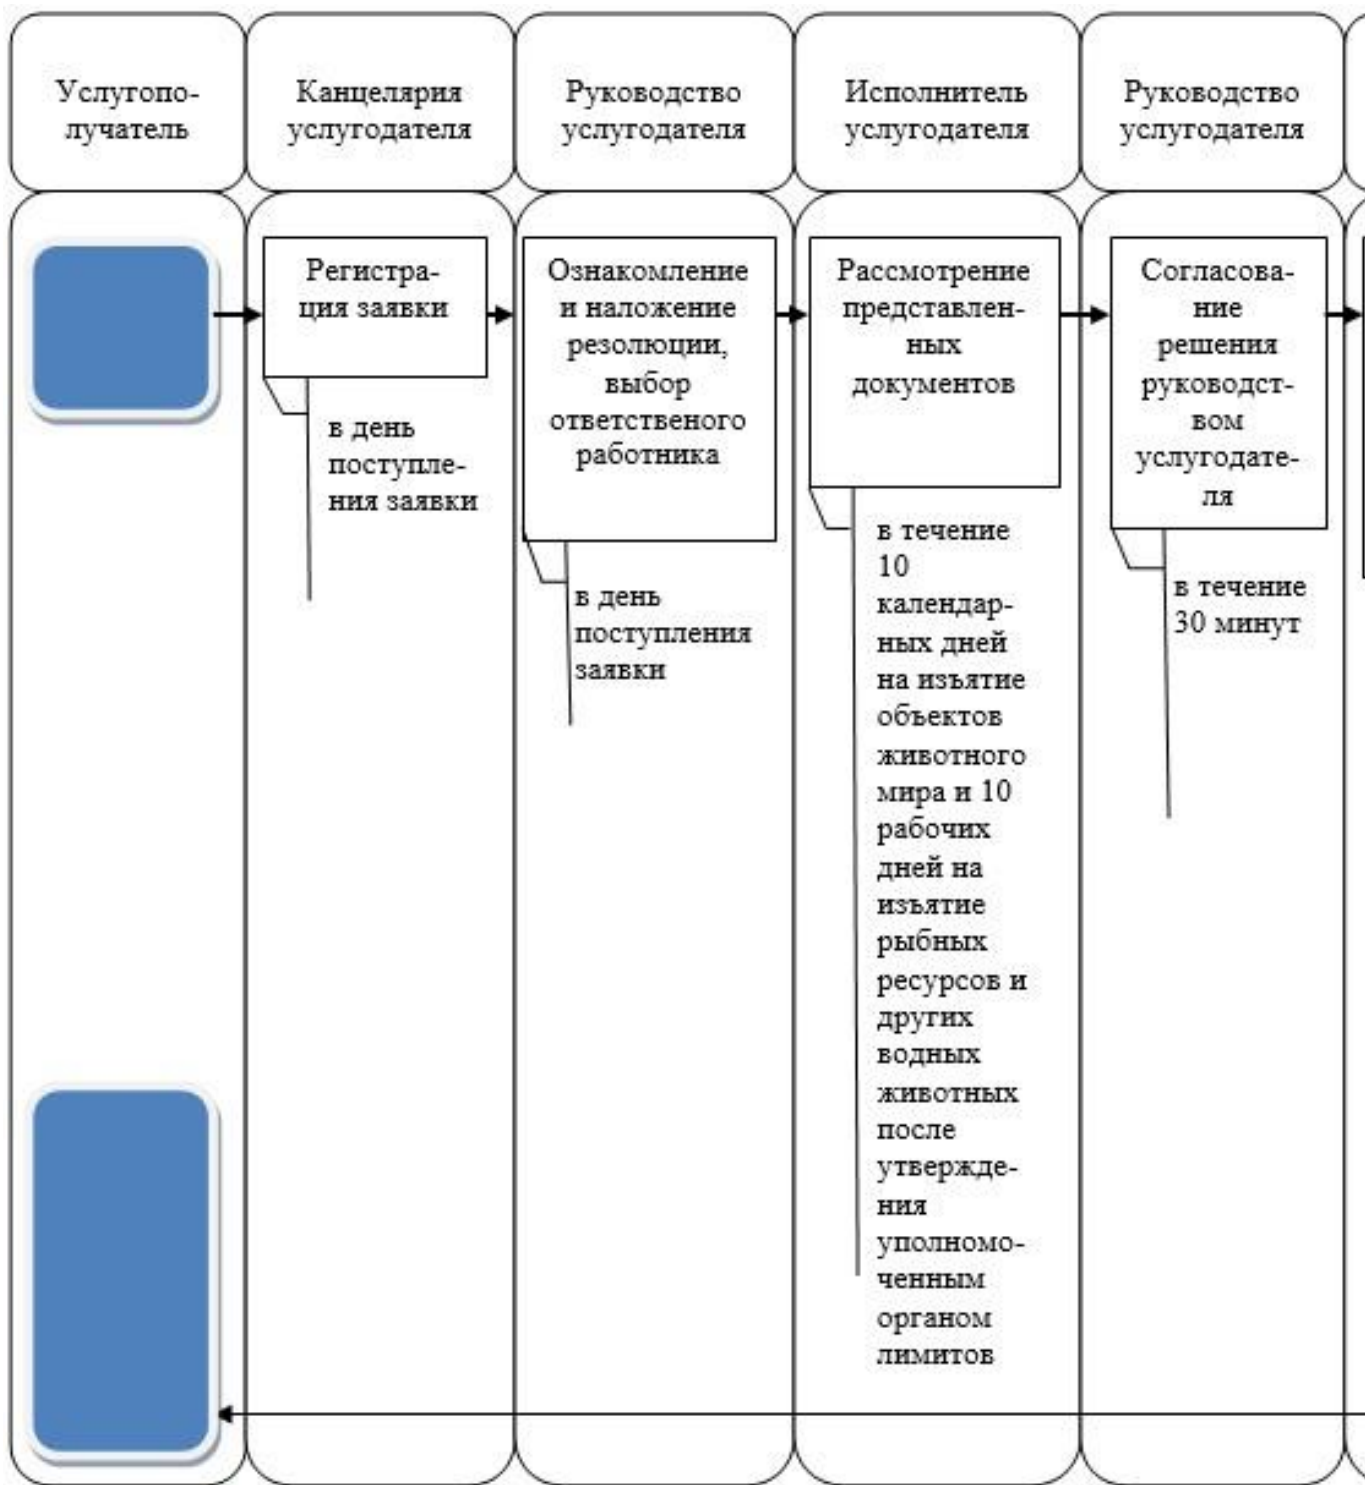 Услугопо-
лучатель
Канцелярия
услугодателя
Руководство
услугодателя
Исполнитель
услугодателя
Руководство
услугодателя
Регистра-
ция заявки
в день
поступле-
ния заявки
Ознакомление
и наложение
резолюции,
выбор
ответственого
работника
в день
поступления
заявки
Рассмотрение
представлен-
ных
документов
в течение
10
календар-
ных дней
на изъятие
объектов
животного
мира и 10
рабочих
дней на
изъятие
рыбных
ресурсов и
других
водных
животных
после
утвержде-
ния
уполномо-
ченным
органом
лимитов
Согласова-
ние
решения
руководст-
вом
услугодате-
ля
в течение
30 минут